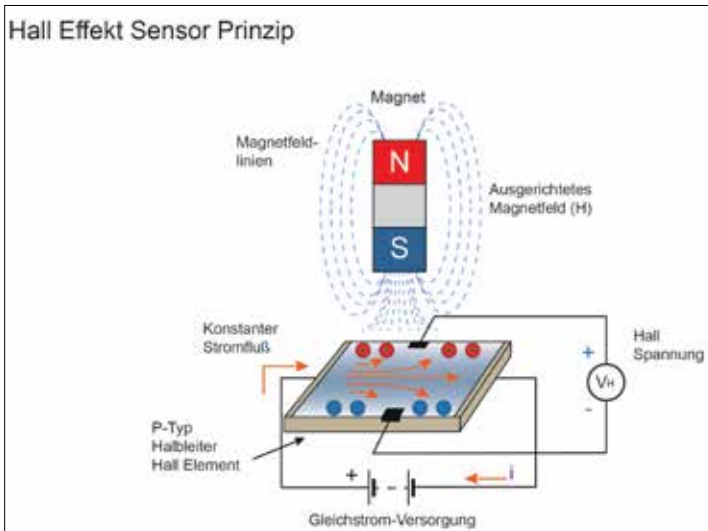 Hall Effekt Sensor Prinzip
Magnet
Magnetfeld-
linien
N
Ausgerichtetes
Magnetfeld (H)
S
Konstanter
Stromfluß
Hall
Spannung
+
VH
-
P-Typ
Halbleiter
Hall Element
+
-
i
Gleichstrom-Versorgung